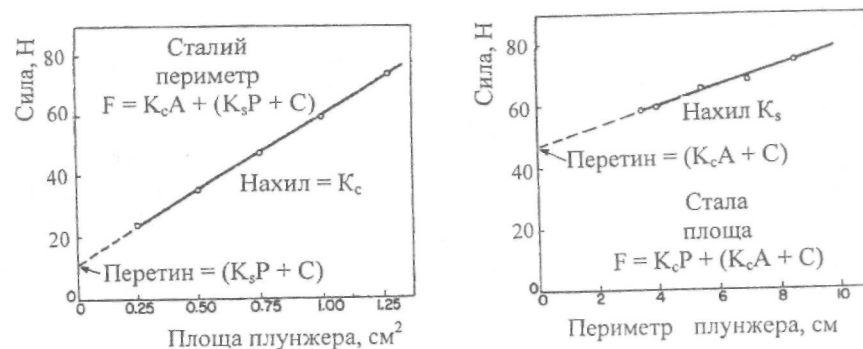 Сила, Н
80
60
40
20
0
Сталий
периметр
F = KcA + (KsP + C)
Нахил = Kc
Перетин = (KsP + C)
0.25
0.50
0.75
1.00
1.25
Площа плунжера, см²
Сила, Н
80
60
40
20
0
Нахил Ks
Перетин = (KcA + C)
Стала
площа
F = KcP + (KcA + C)
0
2
4
6
8
10
Периметр плунжера, см